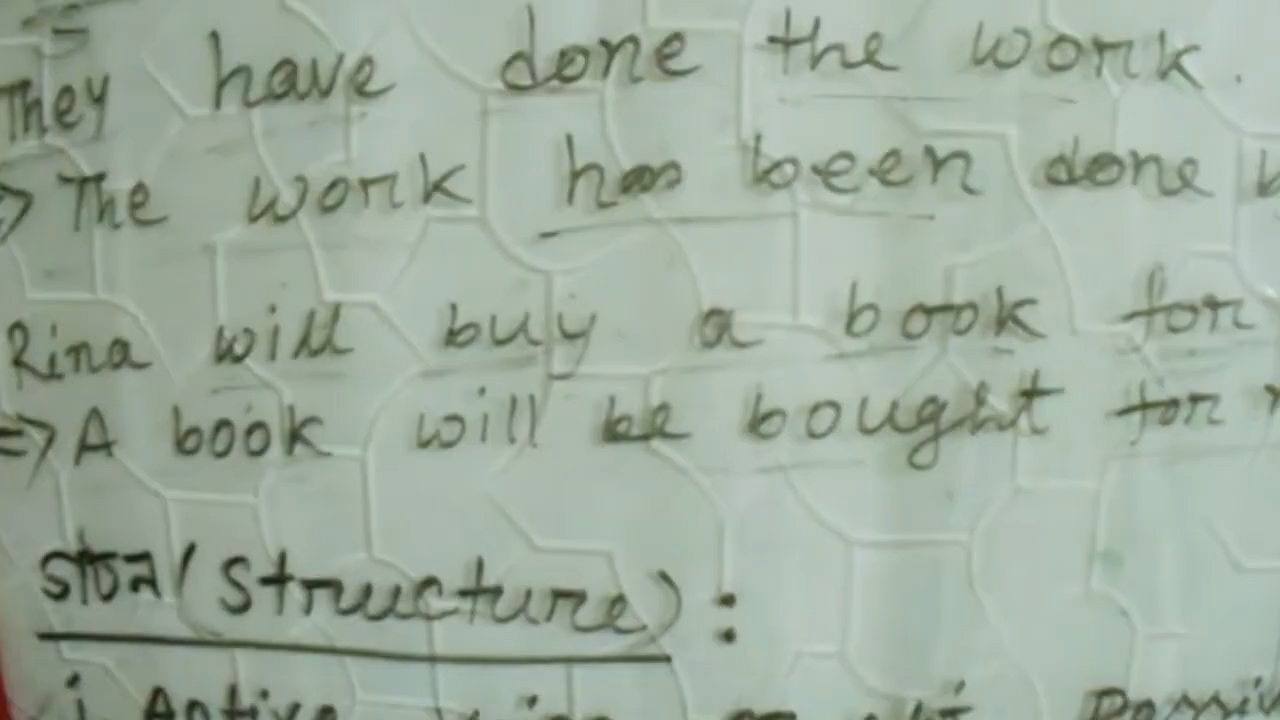 They have done the work.
=> The work has been done
Rina will buy a book for
=> A book will be bought for
গঠন (Structure) :
i. Active